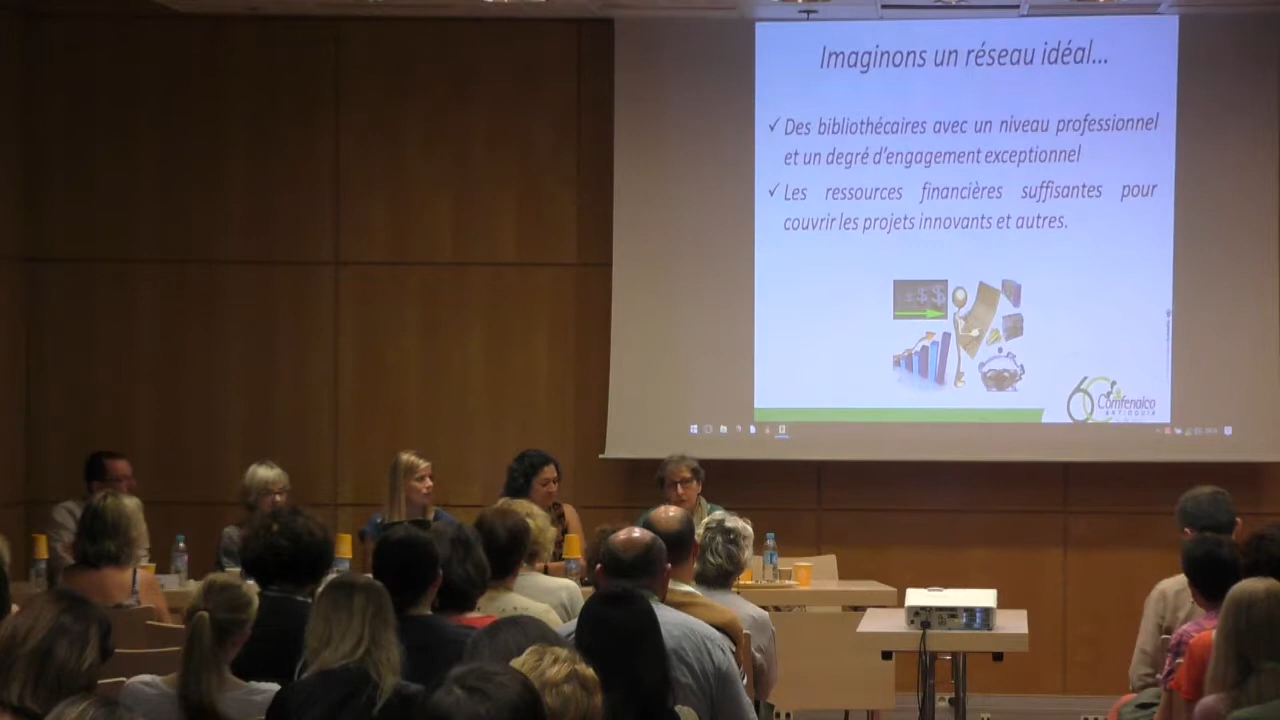 Imaginons un réseau idéal...
✓ Des bibliothécaires avec un niveau professionnel
et un degré d'engagement exceptionnel
✓ Les ressources financières suffisantes pour
couvrir les projets innovants et autres.
$$
60 Comfenalco
ANTIOQUIA